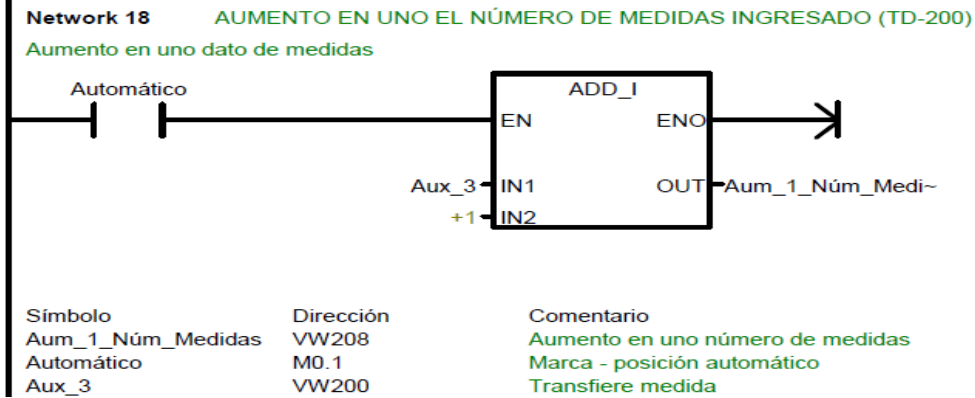 Network 18 AUMENTO EN UNO EL NÚMERO DE MEDIDAS INGRESADO (TD-200)
Aumento en uno dato de medidas
Automático
ADD_I
EN ENO
Aux_3 IN1 OUT Aum_1_Núm_Medi~
+1 IN2
Símbolo Dirección Comentario
Aum_1_Núm_Medidas VW208 Aumento en uno número de medidas
Automático M0.1 Marca - posición automático
Aux_3 VW200 Transfiere medida